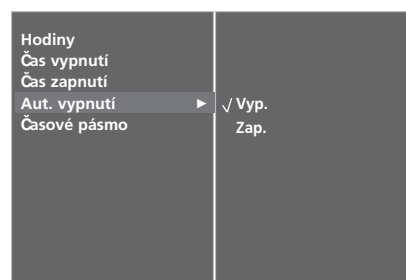 Hodiny
Čas vypnutí
Čas zapnutí
Aut. vypnutí ► √ Vyp.
Časové pásmo
Zap.